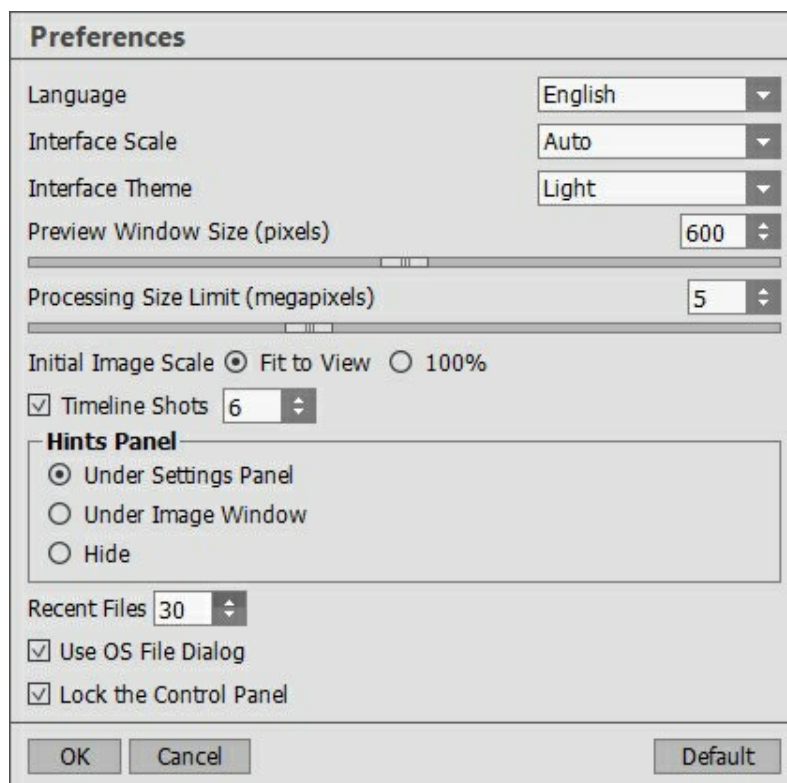 Preferences
Language English
Interface Scale Auto
Interface Theme Light
Preview Window Size (pixels) 600
Processing Size Limit (megapixels) 5
Initial Image Scale Fit to View 100%
Timeline Shots 6
Hints Panel
Under Settings Panel
Under Image Window
Hide
Recent Files 30
Use OS File Dialog
Lock the Control Panel
OK Cancel Default